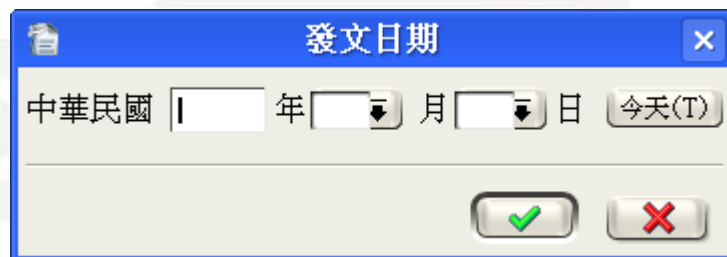 發文日期
中華民國 年 月 日 今天(T)